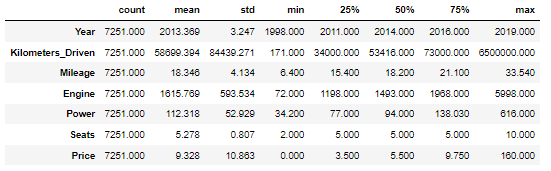 count mean std min 25% 50% 75% max
Year 7251.000 2013.369 3.247 1998.000 2011.000 2014.000 2016.000 2019.000
Kilometers_Driven 7251.000 58699.394 84439.271 171.000 34000.000 53416.000 73000.000 6500000.000
Mileage 7251.000 18.346 4.134 6.400 15.400 18.200 21.100 33.540
Engine 7251.000 1615.769 593.534 72.000 1198.000 1493.000 1968.000 5998.000
Power 7251.000 112.318 52.929 34.200 77.000 94.000 138.030 616.000
Seats 7251.000 5.278 0.807 2.000 5.000 5.000 5.000 10.000
Price 7251.000 9.328 10.863 0.000 3.500 5.500 9.750 160.000